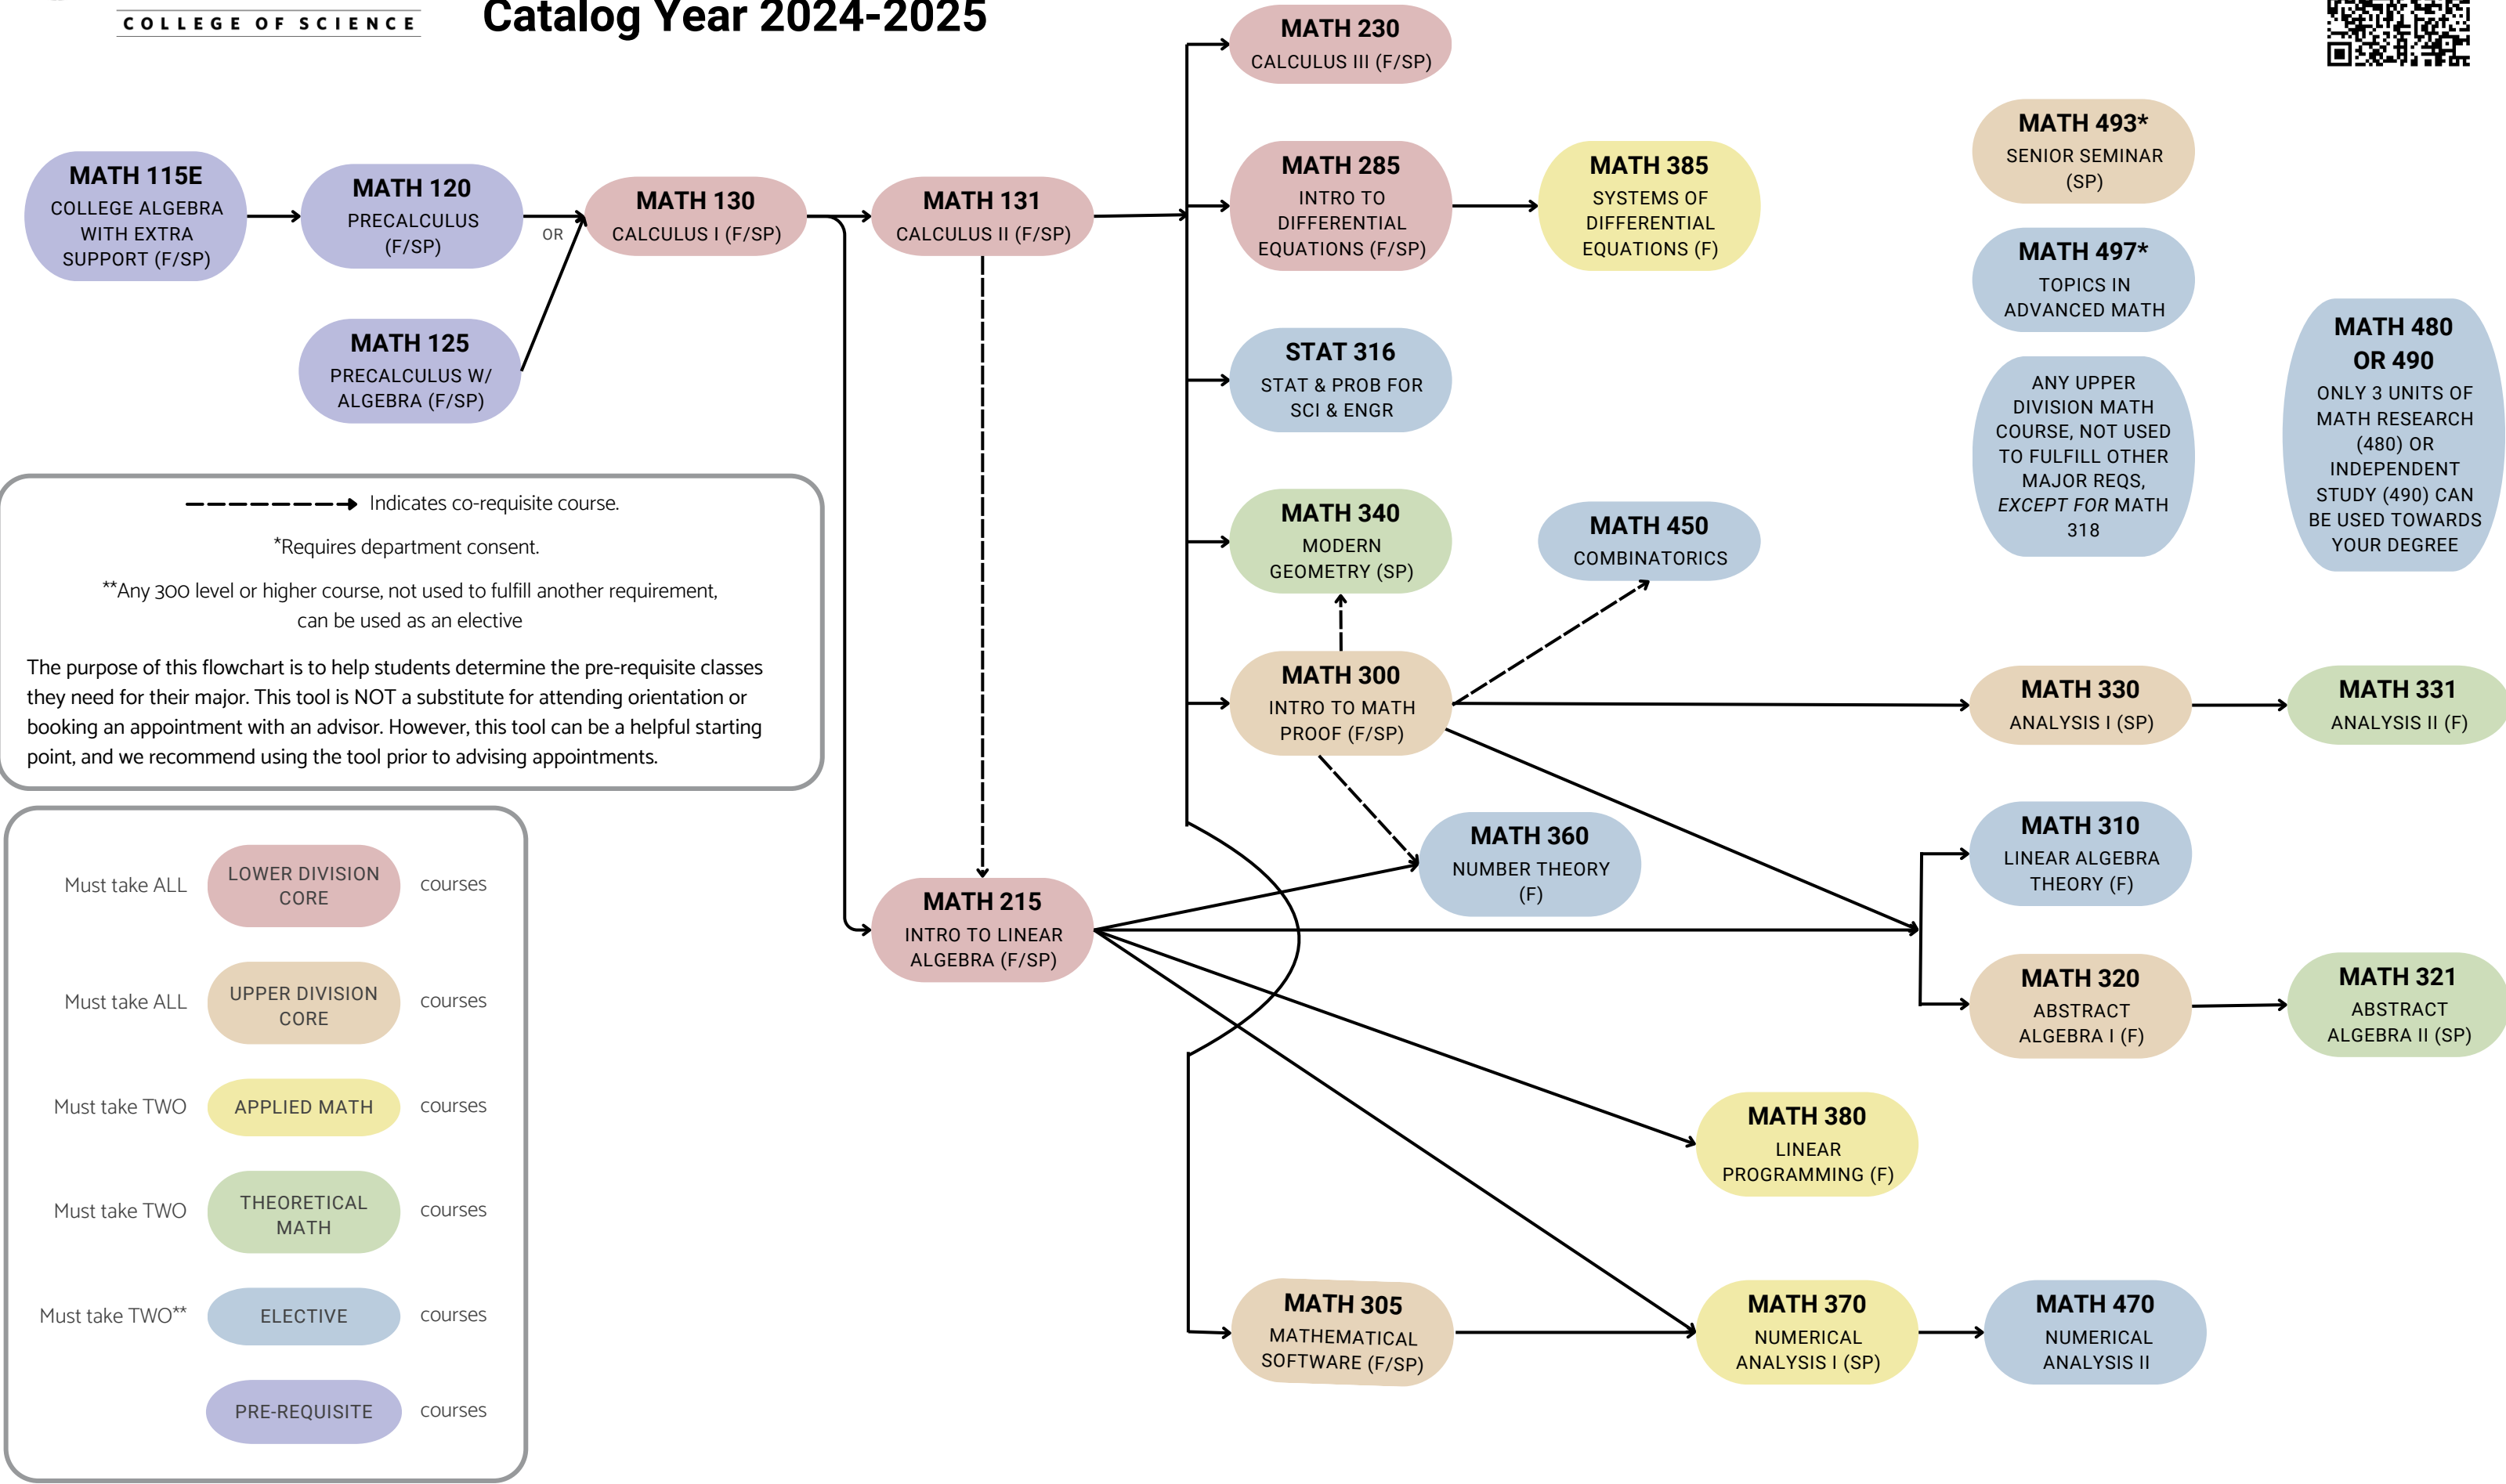 COLLEGE OF SCIENCE
Catalog Year 2024-2025
MATH 230
CALCULUS III (F/SP)
MATH 115E
COLLEGE ALGEBRA
WITH EXTRA
SUPPORT (F/SP)
MATH 120
PRECALCULUS
(F/SP)
OR
MATH 125
PRECALCULUS W/
ALGEBRA (F/SP)
MATH 130
CALCULUS I (F/SP)
MATH 131
CALCULUS II (F/SP)
MATH 285
INTRO TO
DIFFERENTIAL
EQUATIONS (F/SP)
MATH 385
SYSTEMS OF
DIFFERENTIAL
EQUATIONS (F)
MATH 493*
SENIOR SEMINAR
(SP)
MATH 497*
TOPICS IN
ADVANCED MATH
ANY UPPER
DIVISION MATH
COURSE, NOT USED
TO FULFILL OTHER
MAJOR REQS,
EXCEPT FOR MATH
318
MATH 480
OR 490
ONLY 3 UNITS OF
MATH RESEARCH
(480) OR
INDEPENDENT
STUDY (490) CAN
BE USED TOWARDS
YOUR DEGREE
STAT 316
STAT & PROB FOR
SCI & ENGR
MATH 340
MODERN
GEOMETRY (SP)
MATH 450
COMBINATORICS
MATH 300
INTRO TO MATH
PROOF (F/SP)
MATH 330
ANALYSIS I (SP)
MATH 331
ANALYSIS II (F)
MATH 360
NUMBER THEORY
(F)
MATH 310
LINEAR ALGEBRA
THEORY (F)
MATH 215
INTRO TO LINEAR
ALGEBRA (F/SP)
MATH 320
ABSTRACT
ALGEBRA I (F)
MATH 321
ABSTRACT
ALGEBRA II (SP)
MATH 380
LINEAR
PROGRAMMING (F)
MATH 305
MATHEMATICAL
SOFTWARE (F/SP)
MATH 370
NUMERICAL
ANALYSIS I (SP)
MATH 470
NUMERICAL
ANALYSIS II
Indicates co-requisite course.
*Requires department consent.
**Any 300 level or higher course, not used to fulfill another requirement,
can be used as an elective
The purpose of this flowchart is to help students determine the pre-requisite classes
they need for their major. This tool is NOT a substitute for attending orientation or
booking an appointment with an advisor. However, this tool can be a helpful starting
point, and we recommend using the tool prior to advising appointments.
Must take ALL LOWER DIVISION CORE courses
Must take ALL UPPER DIVISION CORE courses
Must take TWO APPLIED MATH courses
Must take TWO THEORETICAL MATH courses
Must take TWO** ELECTIVE courses
PRE-REQUISITE courses